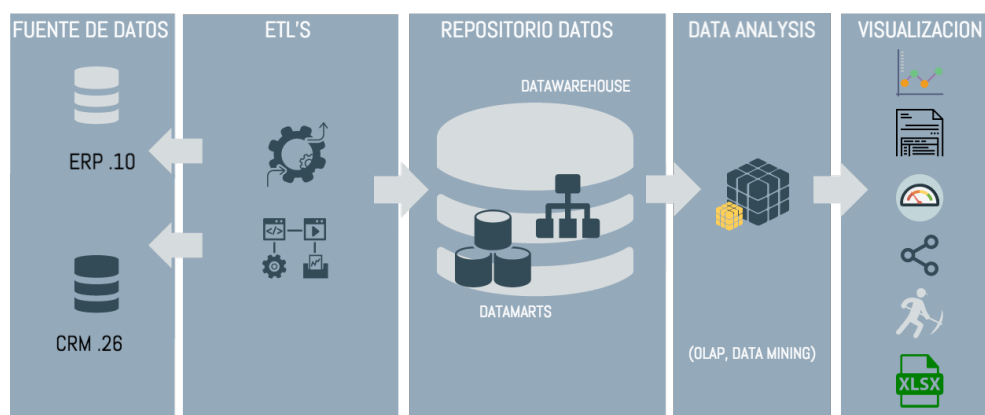 FUENTE DE DATOS
ERP .10
CRM .26
ETL'S
REPOSITORIO DATOS
DATAWAREHOUSE
DATAMARTS
DATA ANALYSIS
(OLAP, DATA MINING)
VISUALIZACION
XLSX